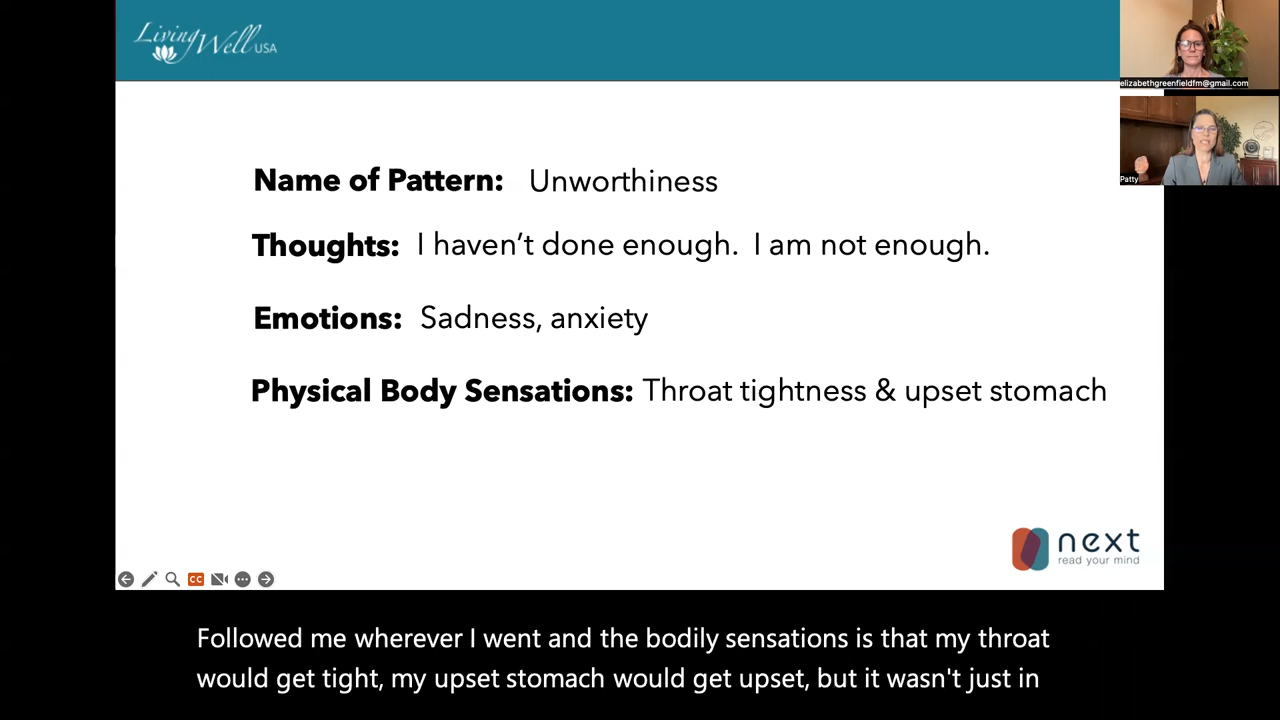 Living Well USA
elizabethgreenfieldfm@gmail.com
Patty
Name of Pattern: Unworthiness
Thoughts: I haven’t done enough. I am not enough.
Emotions: Sadness, anxiety
Physical Body Sensations: Throat tightness & upset stomach
next
read your mind
CC
Followed me wherever I went and the bodily sensations is that my throat
would get tight, my upset stomach would get upset, but it wasn't just in